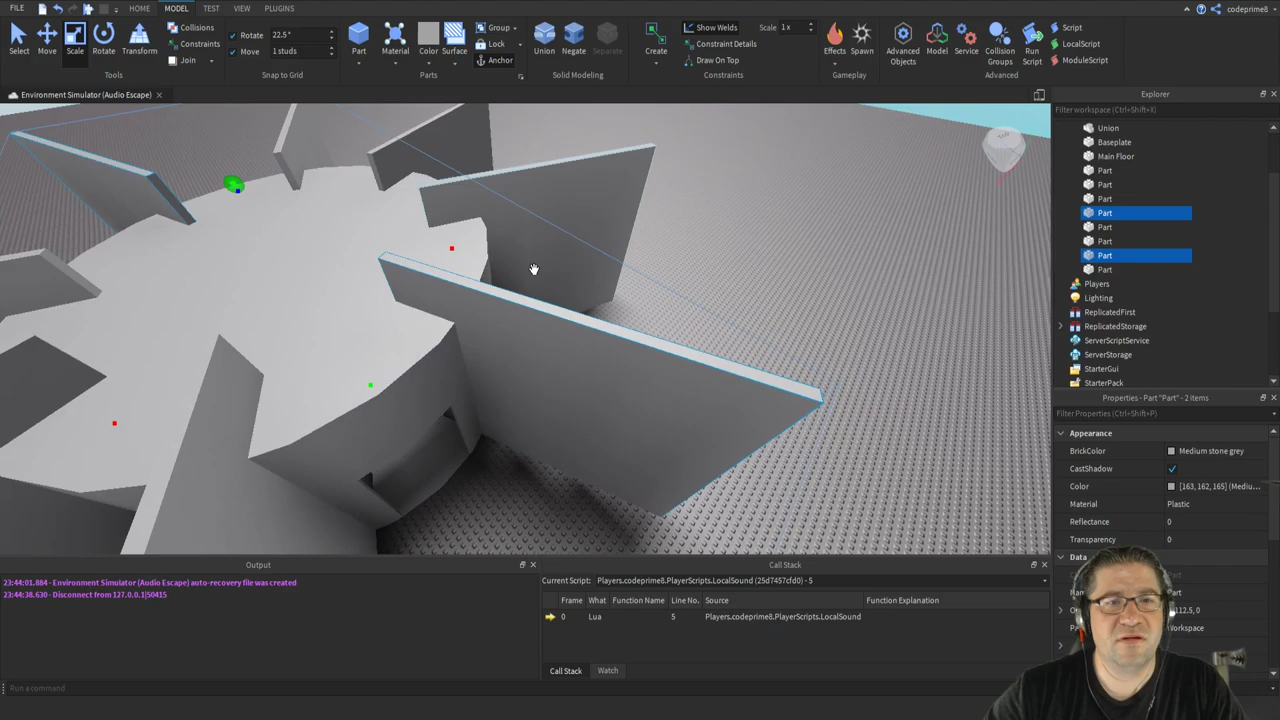 FILE HOME MODEL TEST VIEW PLUGINS codeprime8
Select Move Scale Rotate Transform
Collisions
Constraints
Join
Tools
Rotate 22.5°
Move 1 studs
Snap to Grid
Part Material Color Surface
Group
Lock
Anchor
Parts
Union Negate Separate
Solid Modeling
Create
Show Welds Scale 1x
Constraint Details
Draw On Top
Constraints
Effects Spawn
Gameplay
Advanced Objects Model Service Collision Groups Run Script
Script
LocalScript
ModuleScript
Advanced
Environment Simulator (Audio Escape)
Explorer
Filter workspace (Ctrl+Shift+X)
Union
Baseplate
Main Floor
Part
Part
Part
Part
Part
Part
Part
Part
Players
Lighting
ReplicatedFirst
ReplicatedStorage
ServerScriptService
ServerStorage
StarterGui
StarterPack
Properties - Part "Part" - 2 items
Filter Properties (Ctrl+Shift+P)
Appearance
BrickColor Medium stone grey
CastShadow
Color [163, 162, 165] (Mediu...
Material Plastic
Reflectance 0
Transparency 0
Data
Part
112.5, 0
Workspace
Output
23:44:01.884 - Environment Simulator (Audio Escape) auto-recovery file was created
23:44:38.630 - Disconnect from 127.0.0.1|50415
Call Stack
Current Script: Players.codeprime8.PlayerScripts.LocalSound (25d7457cfd0) - 5
Frame What Function Name Line No. Source Function Explanation
0 Lua 5 Players.codeprime8.PlayerScripts.LocalSound
Call Stack Watch
Run a command